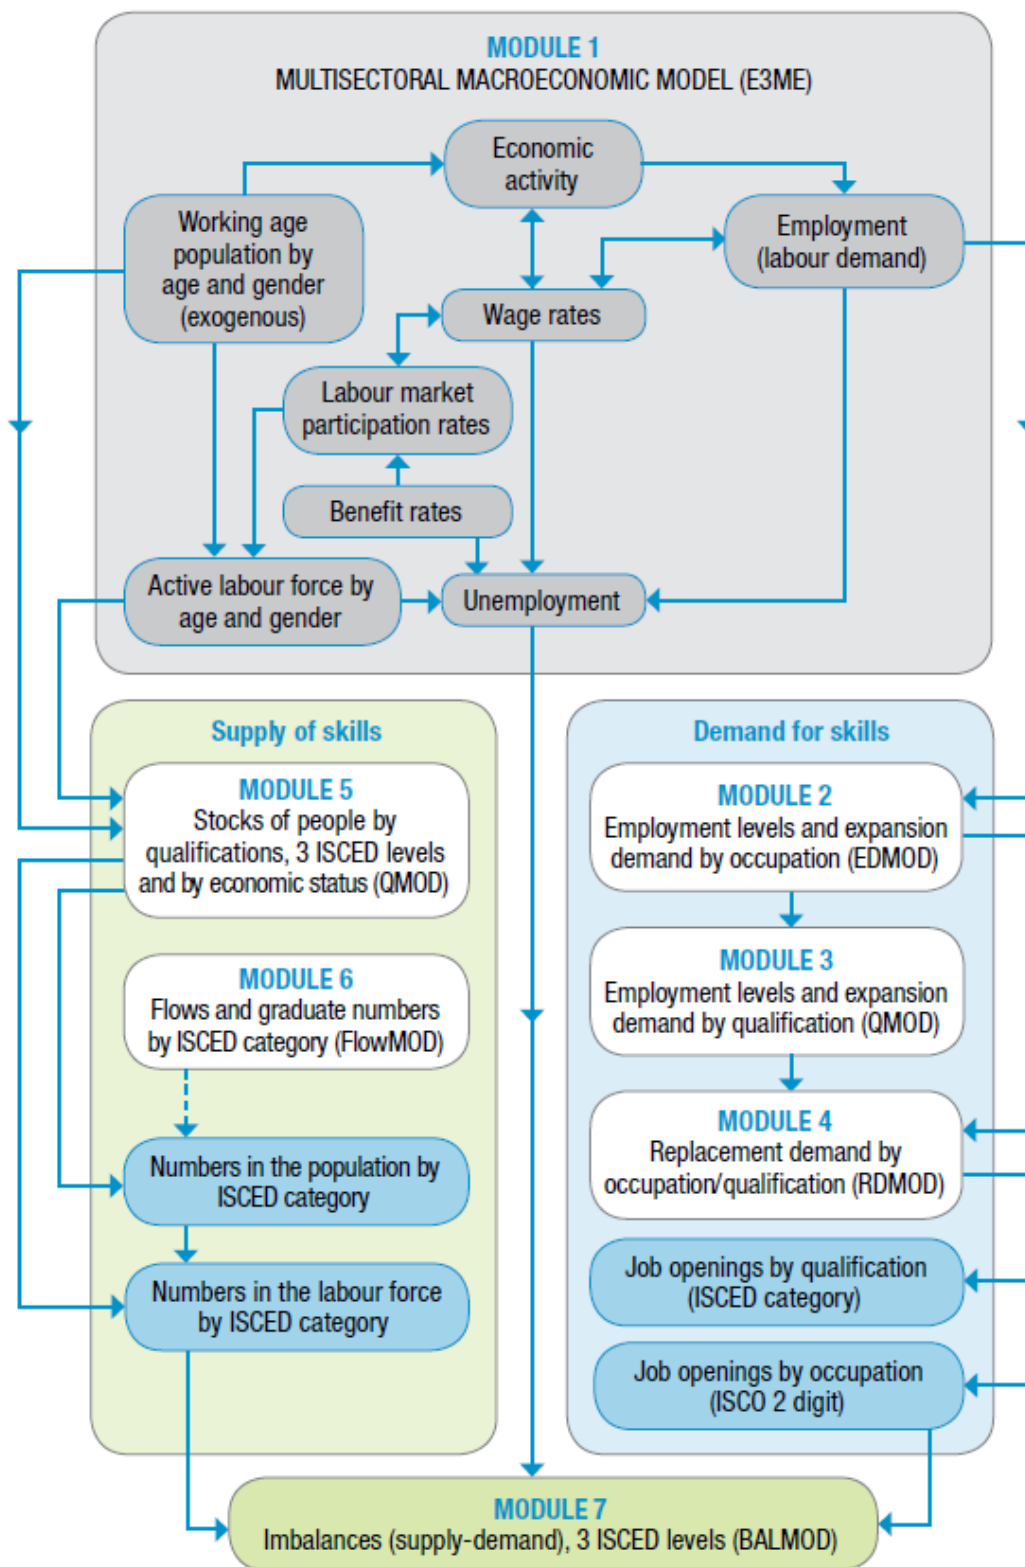 MODULE 1
MULTISECTORAL MACROECONOMIC MODEL (E3ME)
Economic
activity
Working age
population by
age and gender
(exogenous)
Employment
(labour demand)
Wage rates
Labour market
participation rates
Benefit rates
Active labour force by
age and gender
Unemployment
Supply of skills
MODULE 5
Stocks of people by
qualifications, 3 ISCED levels
and by economic status (QMOD)
MODULE 6
Flows and graduate numbers
by ISCED category (FlowMOD)
Numbers in the population by
ISCED category
Numbers in the labour force
by ISCED category
Demand for skills
MODULE 2
Employment levels and expansion
demand by occupation (EDMOD)
MODULE 3
Employment levels and expansion
demand by qualification (QMOD)
MODULE 4
Replacement demand by
occupation/qualification (RDMOD)
Job openings by qualification
(ISCED category)
Job openings by occupation
(ISCO 2 digit)
MODULE 7
Imbalances (supply-demand), 3 ISCED levels (BALMOD)